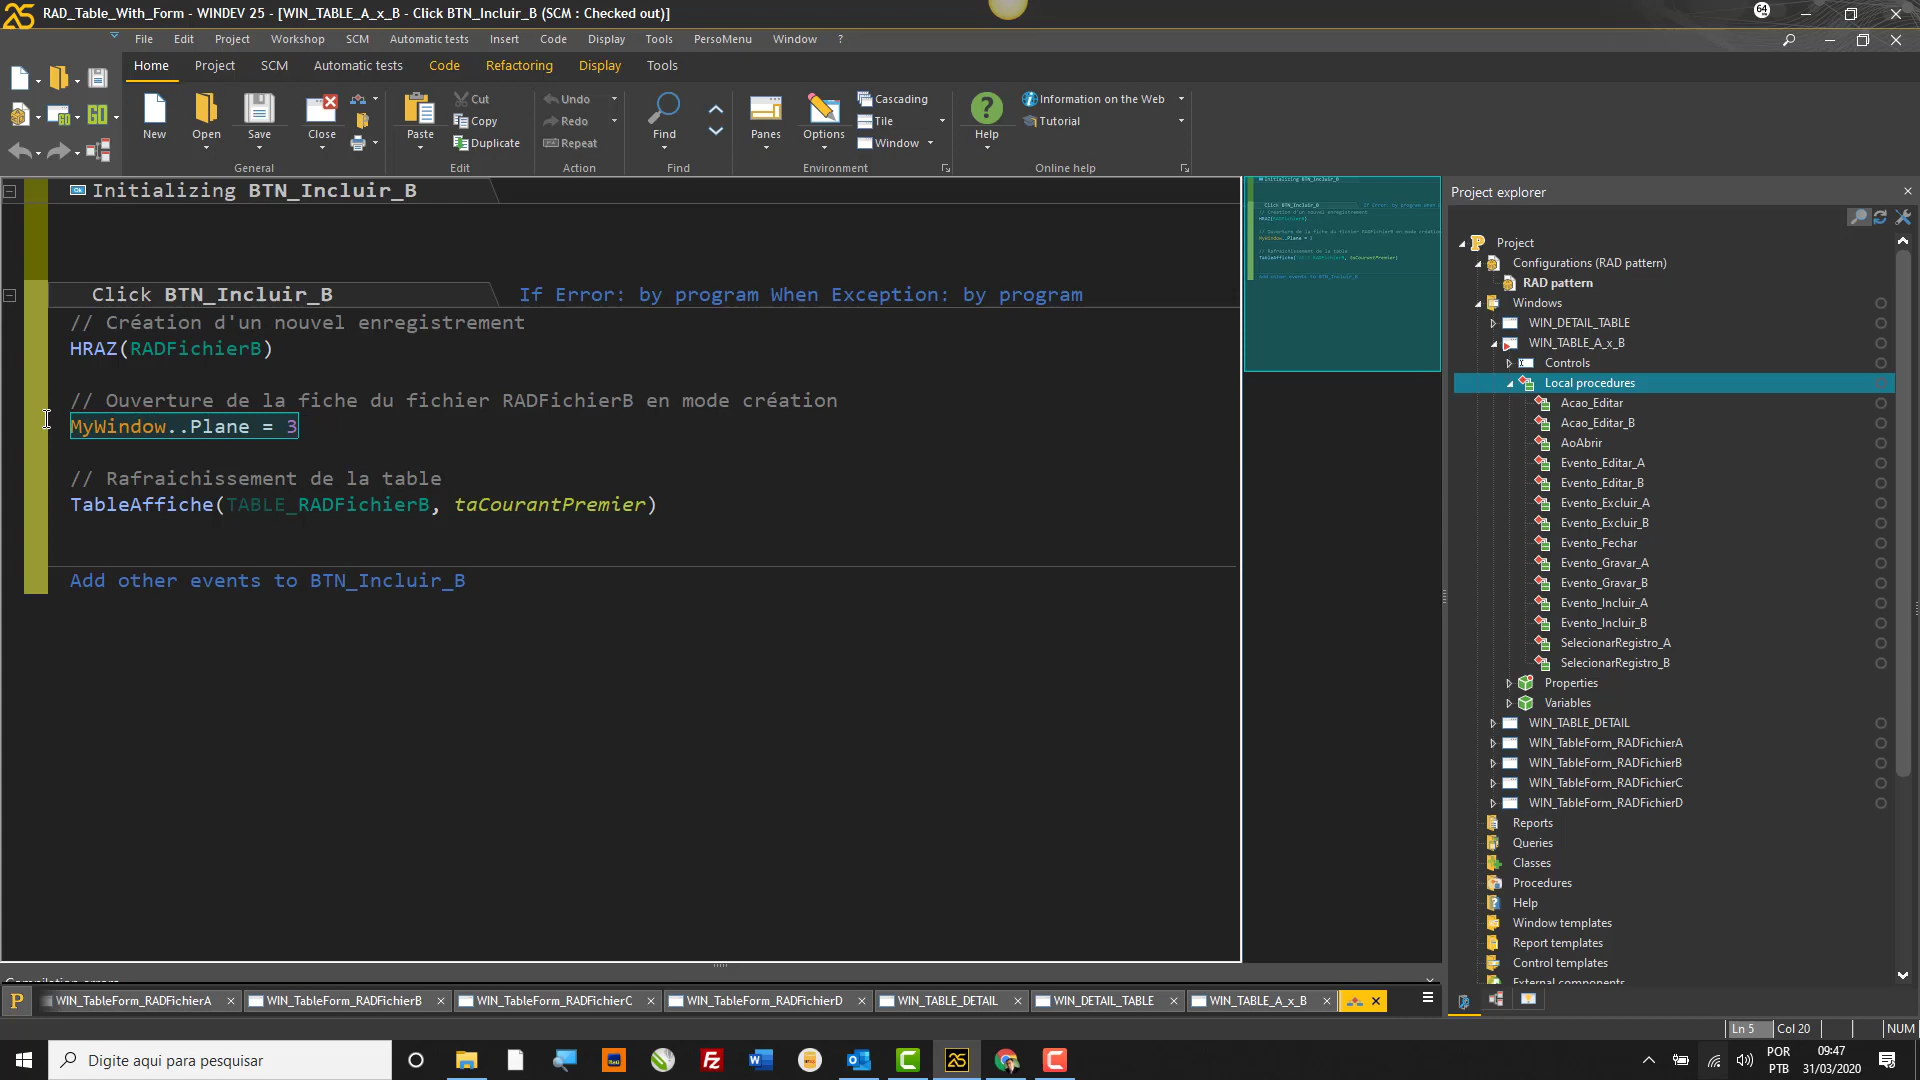 RAD_Table_With_Form - WINDEV 25 - [WIN_TABLE_A_x_B - Click BTN_Incluir_B (SCM : Checked out)]
64
File Edit Project Workshop SCM Automatic tests Insert Code Display Tools PersoMenu Window ?
Home Project SCM Automatic tests Code Refactoring Display Tools
New Open Save Close
Paste Cut Copy Duplicate
Undo Redo Repeat
Find
Panes Options Cascading Tile Window
Help Information on the Web Tutorial
General Edit Action Find Environment Online help
Initializing BTN_Incluir_B
Click BTN_Incluir_B If Error: by program When Exception: by program
// Création d'un nouvel enregistrement
HRAZ(RADFichierB)
// Ouverture de la fiche du fichier RADFichierB en mode création
MyWindow..Plane = 3
// Rafraichissement de la table
TableAffiche(TABLE_RADFichierB, taCourantPremier)
Add other events to BTN_Incluir_B
Project explorer
Project
Configurations (RAD pattern)
RAD pattern
Windows
WIN_DETAIL_TABLE
WIN_TABLE_A_x_B
Controls
Local procedures
Acao_Editar
Acao_Editar_B
AoAbrir
Evento_Editar_A
Evento_Editar_B
Evento_Excluir_A
Evento_Excluir_B
Evento_Fechar
Evento_Gravar_A
Evento_Gravar_B
Evento_Incluir_A
Evento_Incluir_B
SelecionarRegistro_A
SelecionarRegistro_B
Properties
Variables
WIN_TABLE_DETAIL
WIN_TableForm_RADFichierA
WIN_TableForm_RADFichierB
WIN_TableForm_RADFichierC
WIN_TableForm_RADFichierD
Reports
Queries
Classes
Procedures
Help
Window templates
Report templates
Control templates
External components
WIN_TableForm_RADFichierA WIN_TableForm_RADFichierB WIN_TableForm_RADFichierC WIN_TableForm_RADFichierD WIN_TABLE_DETAIL WIN_DETAIL_TABLE WIN_TABLE_A_x_B
Ln 5 Col 20 NUM
Digite aqui para pesquisar
POR
PTB
09:47
31/03/2020